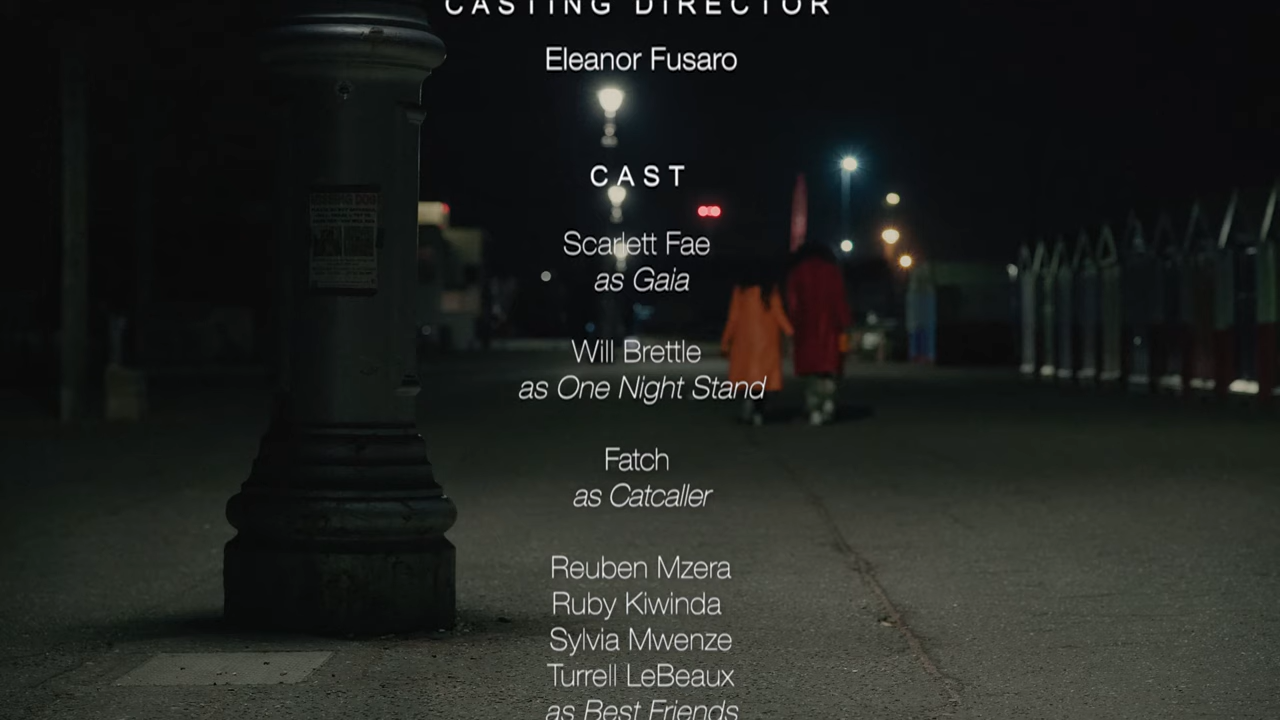 CASTING DIRECTOR
Eleanor Fusaro
CAST
Scarlett Fae
as Gaia
Will Brettle
as One Night Stand
Fatch
as Catcaller
Reuben Mzera
Ruby Kiwinda
Sylvia Mwenze
Turrell LeBeaux
as Best Friends